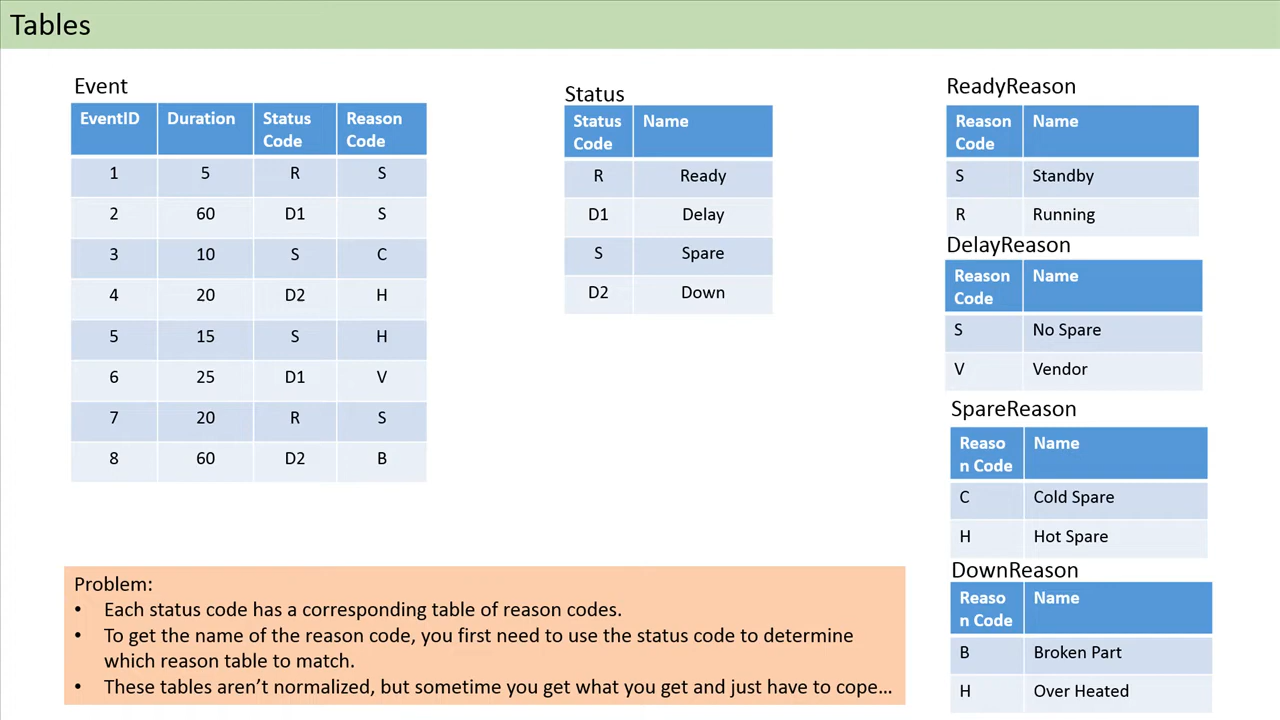 Tables
Event
EventID Duration Status Code Reason Code
1 5 R S
2 60 D1 S
3 10 S C
4 20 D2 H
5 15 S H
6 25 D1 V
7 20 R S
8 60 D2 B
Status
Status Code Name
R Ready
D1 Delay
S Spare
D2 Down
ReadyReason
Reason Code Name
S Standby
R Running
DelayReason
Reason Code Name
S No Spare
V Vendor
SpareReason
Reaso
n Code Name
C Cold Spare
H Hot Spare
DownReason
Reaso
n Code Name
B Broken Part
H Over Heated
Problem:
• Each status code has a corresponding table of reason codes.
• To get the name of the reason code, you first need to use the status code to determine
which reason table to match.
• These tables aren’t normalized, but sometime you get what you get and just have to cope…